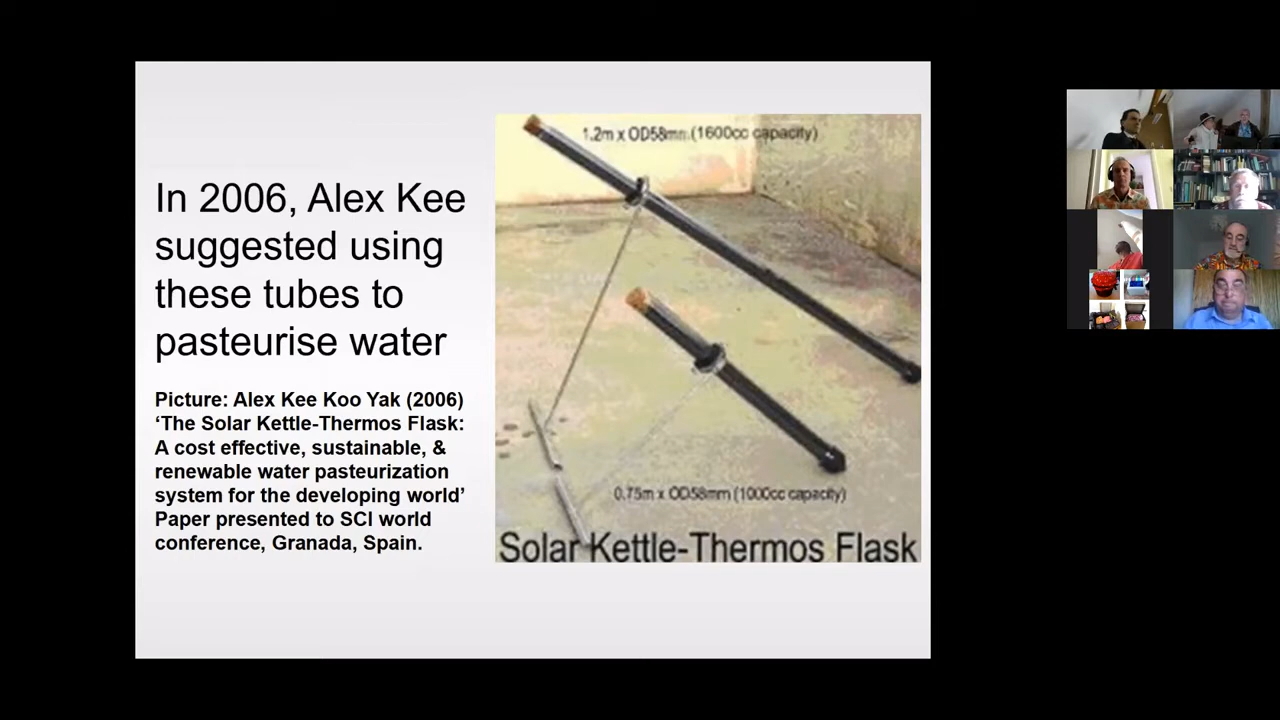 In 2006, Alex Kee
suggested using
these tubes to
pasteurise water
Picture: Alex Kee Koo Yak (2006)
‘The Solar Kettle-Thermos Flask:
A cost effective, sustainable, &
renewable water pasteurization
system for the developing world’
Paper presented to SCI world
conference, Granada, Spain.
1.2m x OD58mm (1600cc capacity)
0.75m x OD58mm (1000cc capacity)
Solar Kettle-Thermos Flask